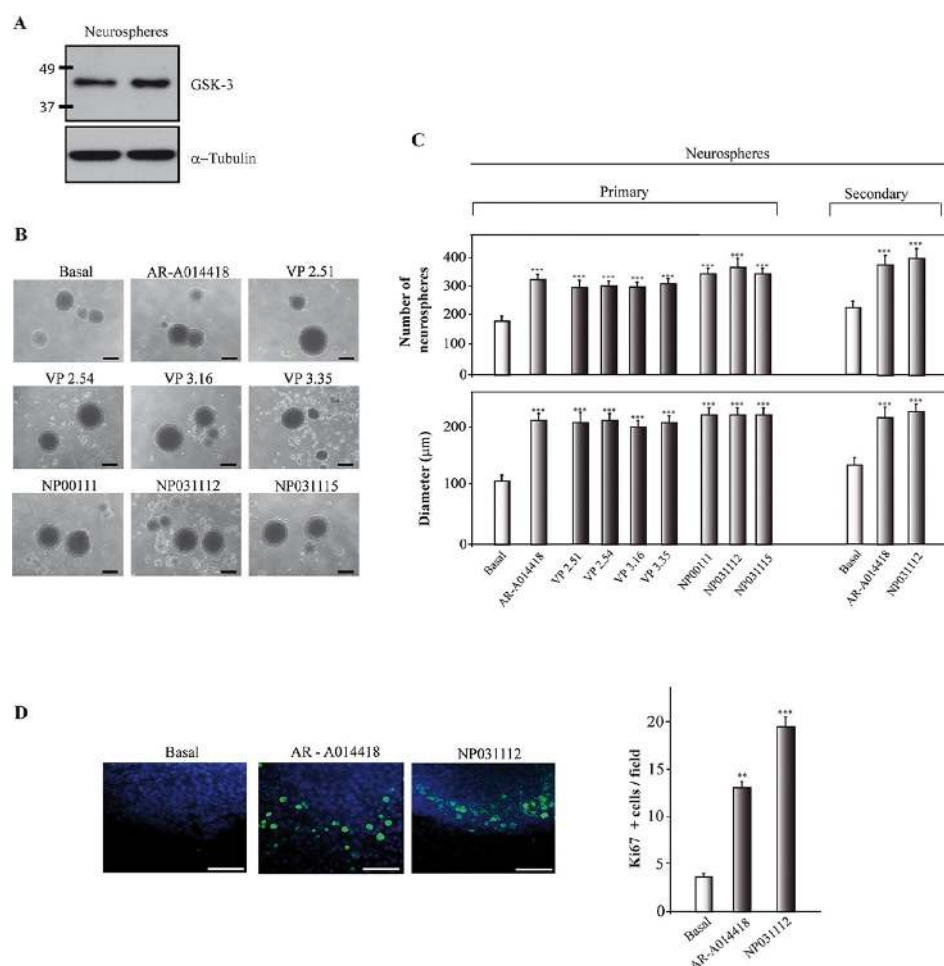 A
Neurospheres
49
37
GSK-3
α–Tubulin
B
Basal
AR-A014418
VP 2.51
VP 2.54
VP 3.16
VP 3.35
NP00111
NP031112
NP031115
C
Neurospheres
Primary
Secondary
Number of
neurospheres
400
300
200
100
0
*** *** *** *** *** *** *** *** *** ***
Diameter (µm)
200
100
0
*** *** *** *** *** *** *** *** *** ***
Basal
AR-A014418
VP 2.51
VP 2.54
VP 3.16
VP 3.35
NP00111
NP031112
NP031115
Basal
AR-A014418
NP031112
D
Basal
AR - A014418
NP031112
Ki67 + cells / field
20
15
10
5
0
**
***
Basal
AR-A014418
NP031112